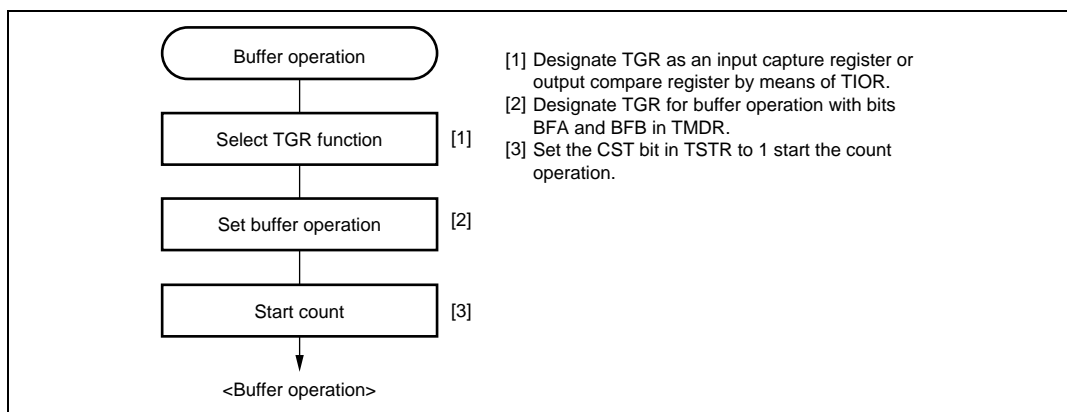 Buffer operation
Select TGR function
[1]
Set buffer operation
[2]
Start count
[3]
<Buffer operation>
[1] Designate TGR as an input capture register or
output compare register by means of TIOR.
[2] Designate TGR for buffer operation with bits
BFA and BFB in TMDR.
[3] Set the CST bit in TSTR to 1 start the count
operation.